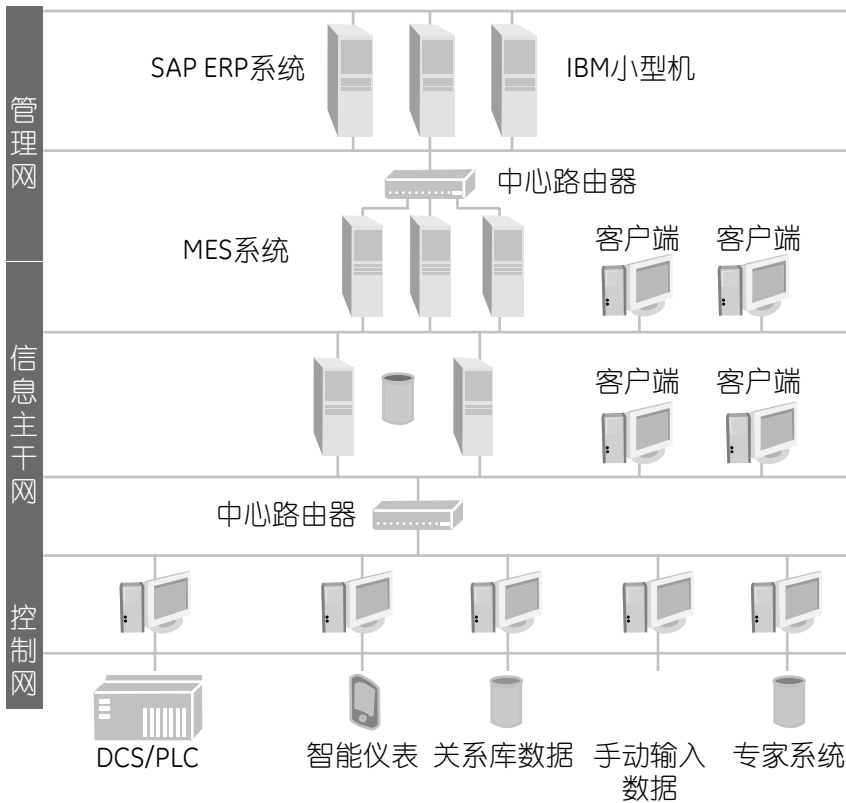 管理网
SAP ERP系统
IBM小型机
中心路由器
MES系统
客户端
客户端
信息主干网
客户端
客户端
中心路由器
控制网
DCS/PLC
智能仪表
关系库数据
手动输入
数据
专家系统